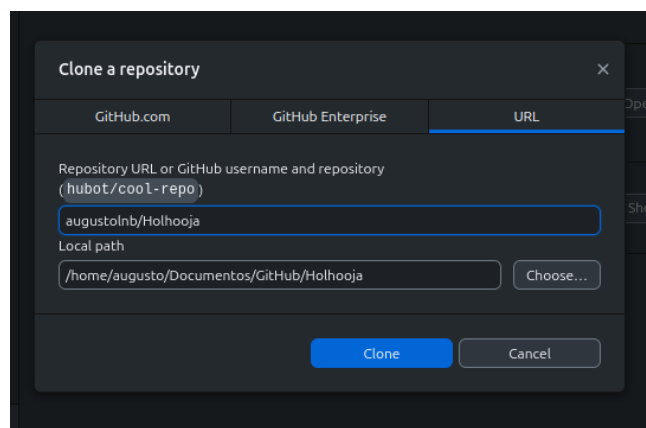 Clone a repository ×
GitHub.com GitHub Enterprise URL
Repository URL or GitHub username and repository
(hubot/cool-repo)
augustolnb/Holhooja
Local path
/home/augusto/Documentos/GitHub/Holhooja Choose...
Clone Cancel